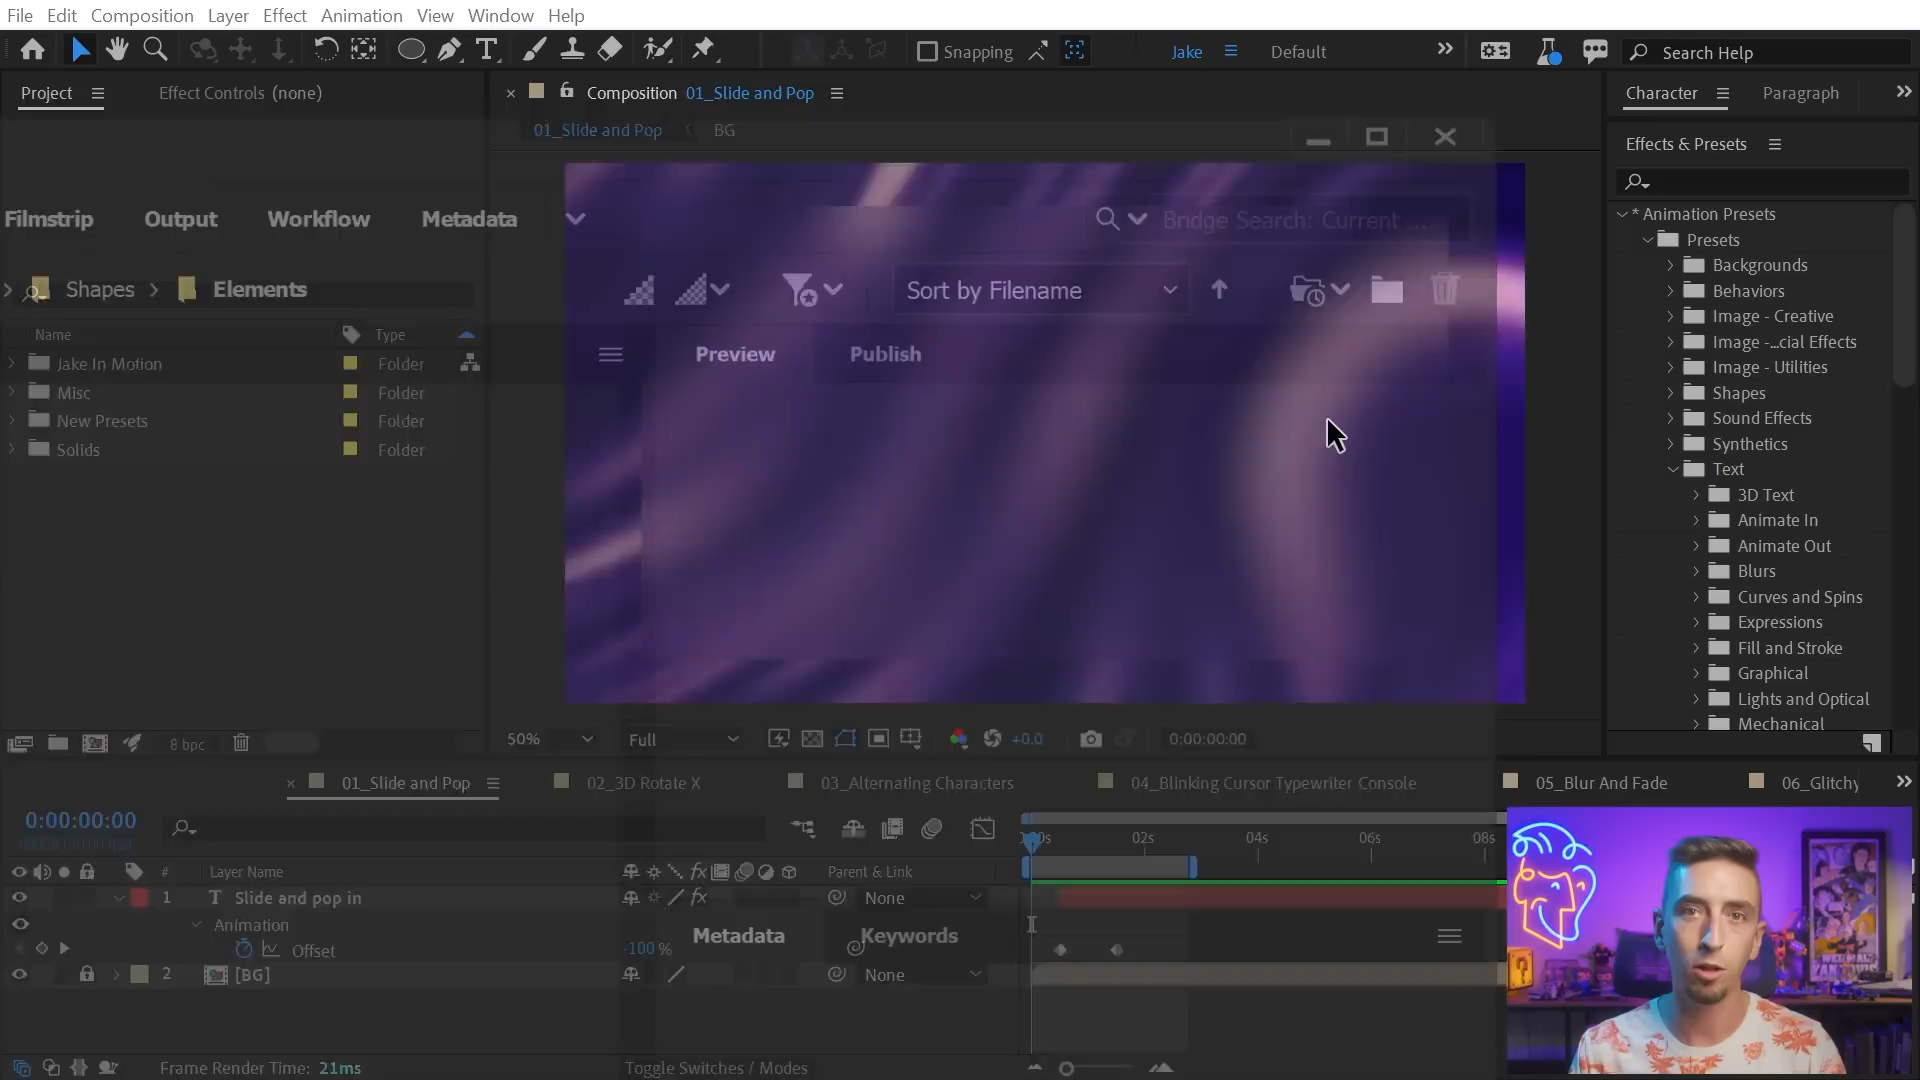 File Edit Composition Layer Effect Animation View Window Help
Snapping Jake Default Search Help
Project Effect Controls (none) Composition 01_Slide and Pop Character Paragraph
01_Slide and Pop BG
Effects & Presets
Filmstrip Output Workflow Metadata Bridge Search: Current ...
Shapes Elements Sort by Filename
Preview Publish
Name Type
Jake In Motion Folder
Misc Folder
New Presets Folder
Solids Folder
* Animation Presets
Presets
Backgrounds
Behaviors
Image - Creative
Image -...cial Effects
Image - Utilities
Shapes
Sound Effects
Synthetics
Text
3D Text
Animate In
Animate Out
Blurs
Curves and Spins
Expressions
Fill and Stroke
Graphical
Lights and Optical
Mechanical
8 bpc 50% Full +0.0 0;00;00;00
01_Slide and Pop 02_3D Rotate X 03_Alternating Characters 04_Blinking Cursor Typewriter Console 05_Blur And Fade 06_Glitchy
0:00:00:00
02s 04s 06s 08s
# Layer Name Parent & Link
1 T Slide and pop in fx None
Animation
Offset -100 %
Metadata Keywords
2 [BG] None
Frame Render Time: 21ms Toggle Switches / Modes